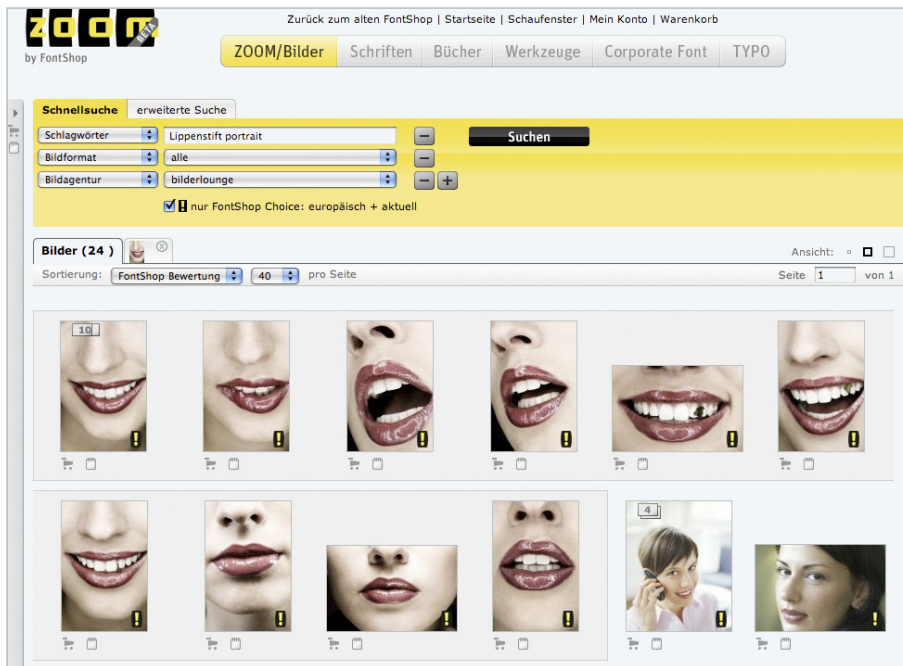 Zurück zum alten FontShop | Startseite | Schaufenster | Mein Konto | Warenkorb
zoom
BETA
by FontShop
ZOOM/Bilder Schriften Bücher Werkzeuge Corporate Font TYPO
Schnellsuche erweiterte Suche
Schlagwörter Lippenstift portrait − Suchen
Bildformat alle −
Bildagentur bilderlounge − +
! nur FontShop Choice: europäisch + aktuell
Bilder (24 ) X Ansicht:
Sortierung: FontShop Bewertung 40 pro Seite Seite 1 von 1
10
! ! ! ! ! !
4
! ! ! ! ! !